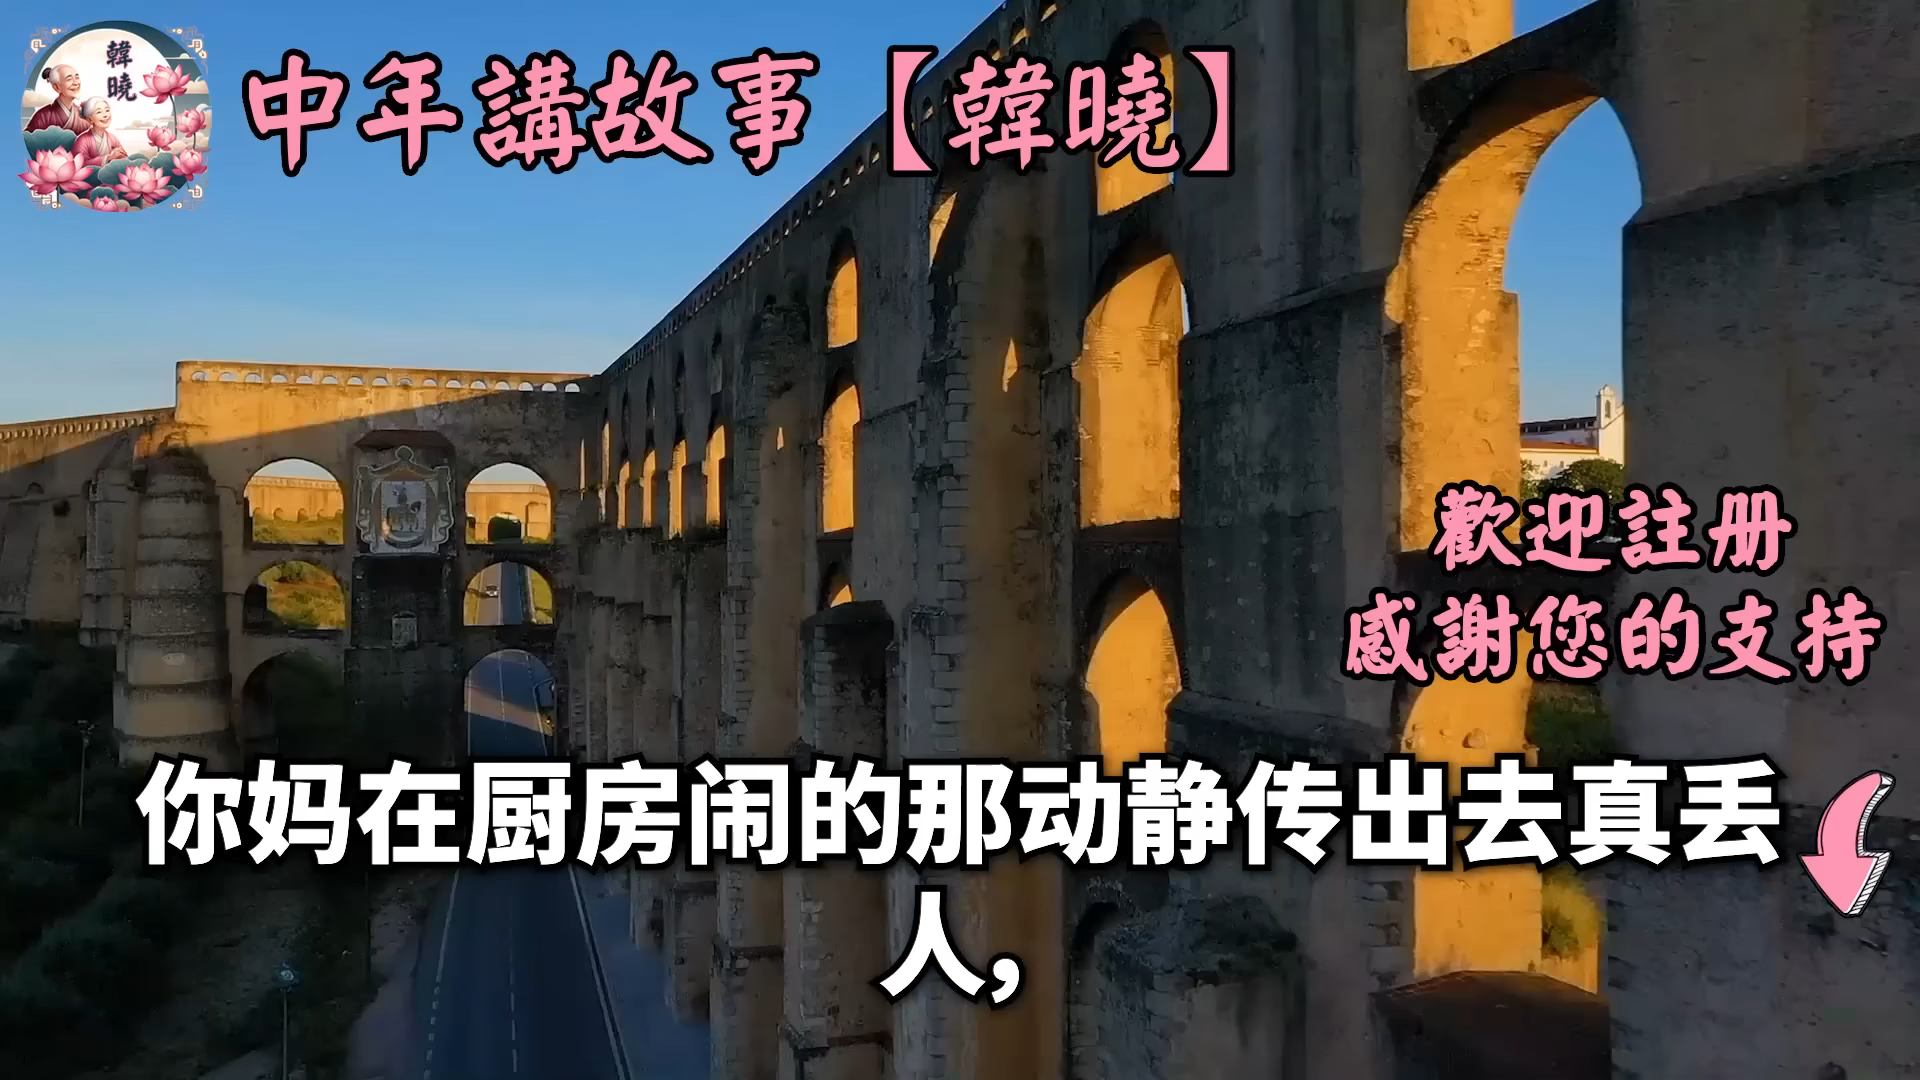 韓曉
中年講故事【韓曉】
歡迎註册
感謝您的支持
你妈在厨房闹的那动静传出去真丢
人,